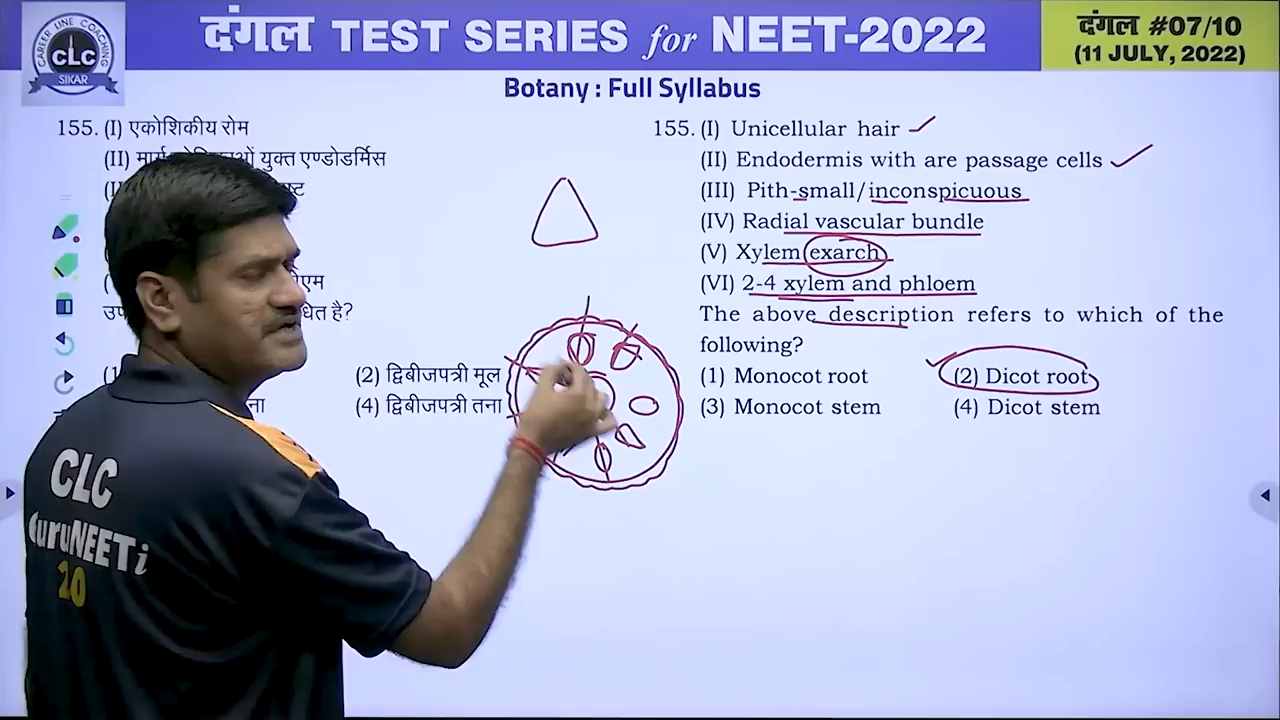 CAREER LINE COACHING
CLC
SIKAR
दंगल TEST SERIES for NEET-2022
दंगल #07/10
(11 JULY, 2022)
Botany : Full Syllabus
155. (I) एकोशिकीय रोम
(II) युक्त एण्डोडर्मिस
(2) द्विबीजपत्री मूल
(4) द्विबीजपत्री तना
155. (I) Unicellular hair
(II) Endodermis with are passage cells
(III) Pith-small/inconspicuous
(IV) Radial vascular bundle
(V) Xylem exarch
(VI) 2-4 xylem and phloem
The above description refers to which of the
following?
(1) Monocot root (2) Dicot root
(3) Monocot stem (4) Dicot stem
CLC
GuruNEETi